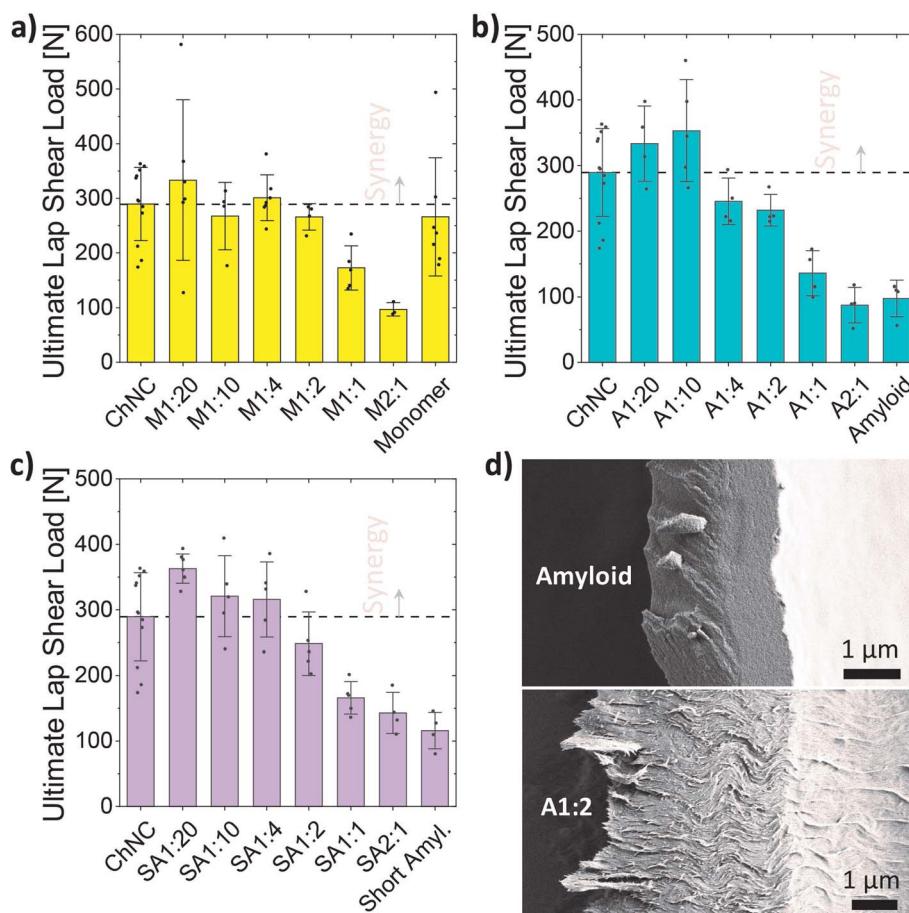 a)
Ultimate Lap Shear Load [N]
600
500
400
300
200
100
0
Synergy
ChNC
M1:20
M1:10
M1:4
M1:2
M1:1
M2:1
Monomer
b)
Ultimate Lap Shear Load [N]
500
400
300
200
100
0
Synergy
ChNC
A1:20
A1:10
A1:4
A1:2
A1:1
A2:1
Amyloid
c)
Ultimate Lap Shear Load [N]
500
400
300
200
100
0
Synergy
ChNC
SA1:20
SA1:10
SA1:4
SA1:2
SA1:1
SA2:1
Short Amyl.
d)
Amyloid
1 µm
A1:2
1 µm